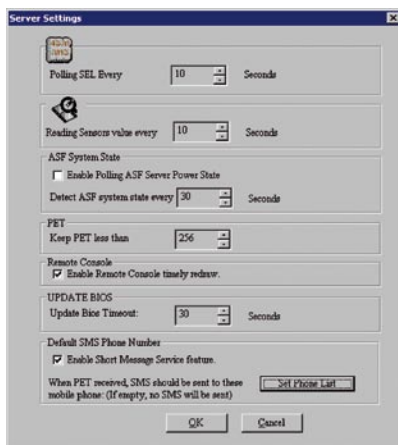 Server Settings
Polling SEL Every 10 Seconds
Reading Sensors value every 10 Seconds
ASF System State
Enable Polling ASF Server Power State
Detect ASF system state every 30 Seconds
PET
Keep PET less than 256
Remote Console
Enable Remote Console timely redraw.
UPDATE BIOS
Update Bios Timeout: 30 Seconds
Default SMS Phone Number
Enable Short Message Service feature.
When PET received, SMS should be sent to these
mobile phone: (If empty, no SMS will be sent)
Set Phone List
OK Cancel